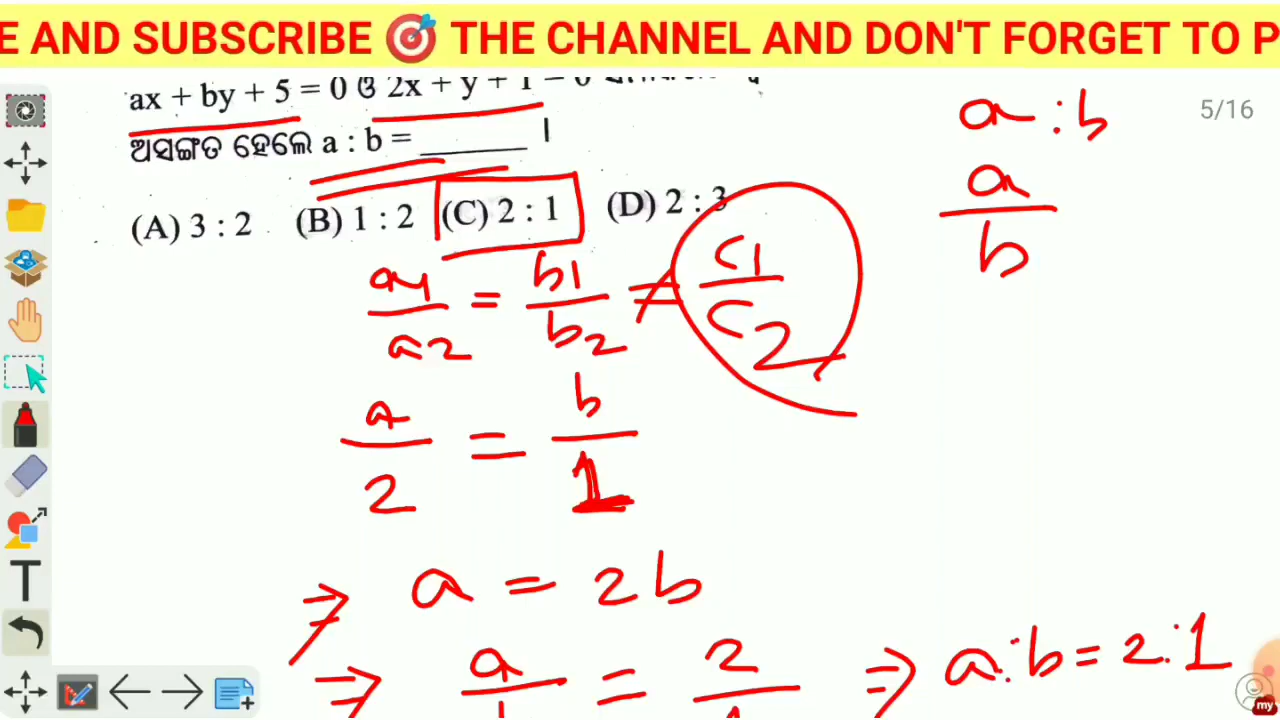 E AND SUBSCRIBE 🎯 THE CHANNEL AND DON'T FORGET TO P
ax + by + 5 = 0 ଓ 2x + y + 1 = 0
ଅସଙ୍ଗତ ହେଲେ a : b = ______ ।
(A) 3 : 2 (B) 1 : 2 (C) 2 : 1 (D) 2 : 3
a:b
a/b
5/16
a1/a2 = b1/b2 ≠ c1/c2
a/2 = b/1
⇒ a = 2b
⇒ a/b = 2/1 ⇒ a:b = 2:1
T
my